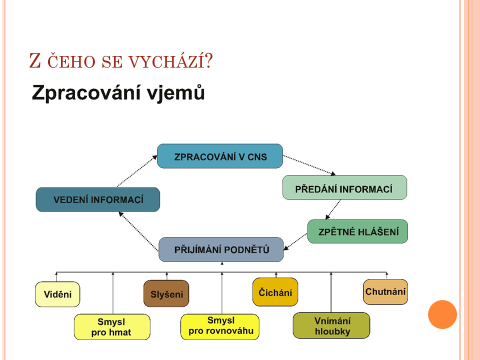 Z ČEHO SE VYCHÁZÍ?
Zpracování vjemů
ZPRACOVÁNÍ V CNS
PŘEDÁNÍ INFORMACÍ
VEDENÍ INFORMACÍ
ZPĚTNÉ HLÁŠENÍ
PŘIJÍMÁNÍ PODNĚTŮ
Vidění
Slyšení
Čichání
Chutnání
Smysl
pro hmat
Smysl
pro rovnováhu
Vnímání
hloubky